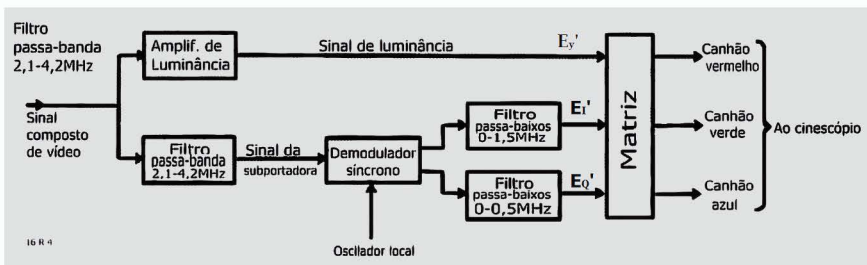 Filtro
passa-banda
2,1-4,2MHz
Sinal
composto
de vídeo
Amplif. de
Luminância
Sinal de luminância
Ey'
Filtro
passa-banda
2,1-4,2MHz
Sinal da
subportadora
Demodulador
síncrono
Oscilador local
Filtro
passa-baixos
0-1,5MHz
EI'
Filtro
passa-baixos
0-0,5MHz
EQ'
Matriz
Canhão
vermelho
Canhão
verde
Canhão
azul
Ao cinescópio
16 R 4